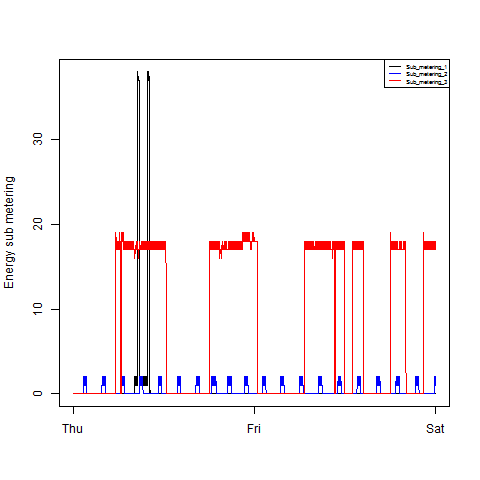 Sub_metering_1
Sub_metering_2
Sub_metering_3
Energy sub metering
30
20
10
0
Thu
Fri
Sat